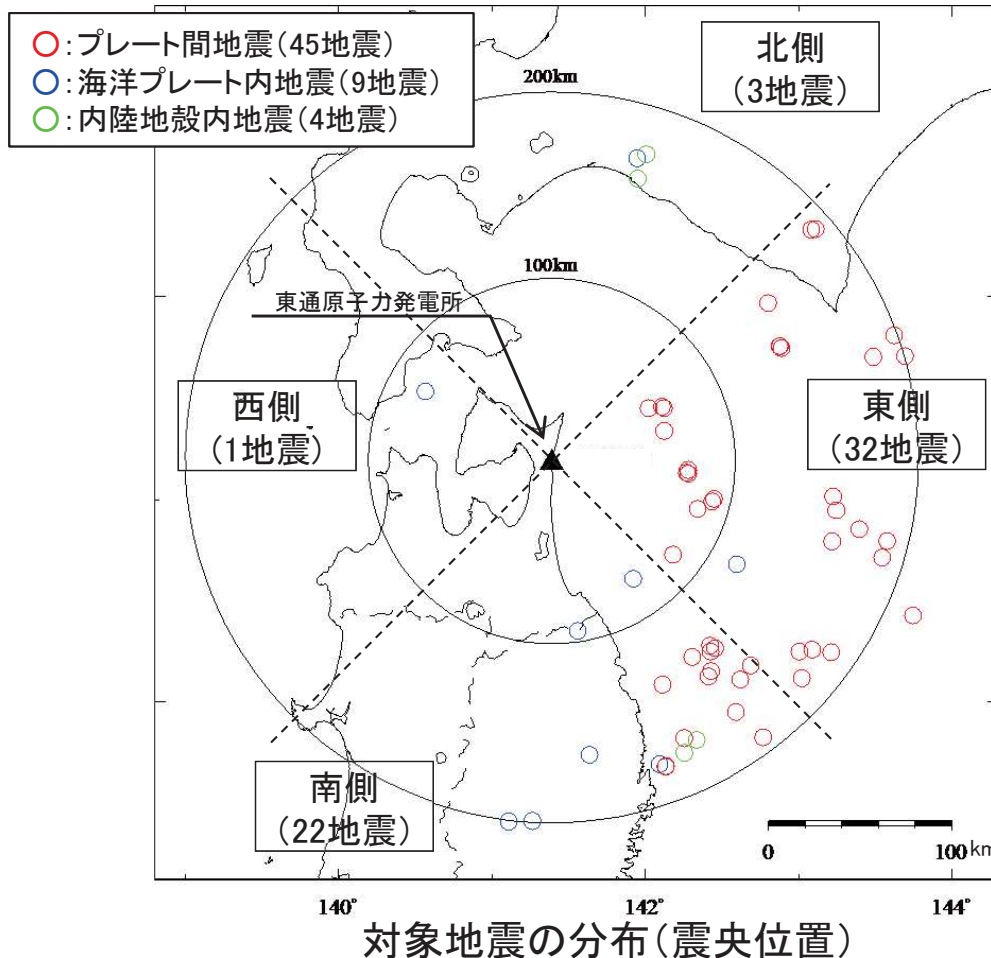 ○：プレート間地震(45地震)
○：海洋プレート内地震(9地震)
○：内陸地殻内地震(4地震)
北側
(3地震)
200km
100km
東通原子力発電所
西側
(1地震)
東側
(32地震)
南側
(22地震)
0 100 km
140° 142° 144°
対象地震の分布(震央位置)